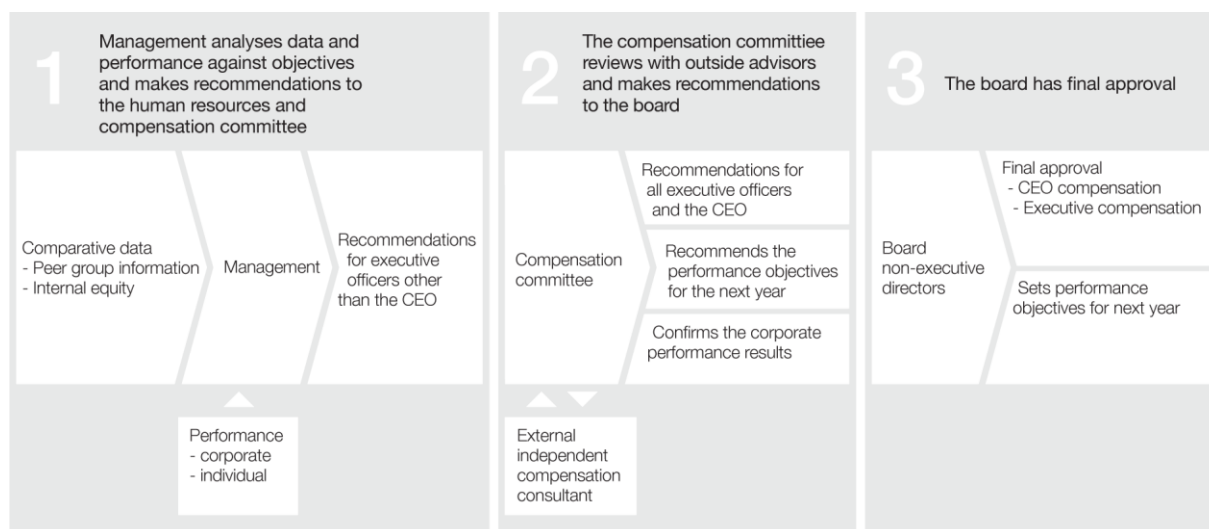 1
Management analyses data and
performance against objectives
and makes recommendations to
the human resources and
compensation committee
Comparative data
- Peer group information
- Internal equity
Management
Recommendations
for executive
officers other
than the CEO
Performance
- corporate
- individual
2
The compensation committiee
reviews with outside advisors
and makes recommendations
to the board
Compensation
committee
Recommendations for
all executive officers
and the CEO
Recommends the
performance objectives
for the next year
Confirms the corporate
performance results
External
independent
compensation
consultant
3
The board has final approval
Board
non-executive
directors
Final approval
- CEO compensation
- Executive compensation
Sets performance
objectives for next year